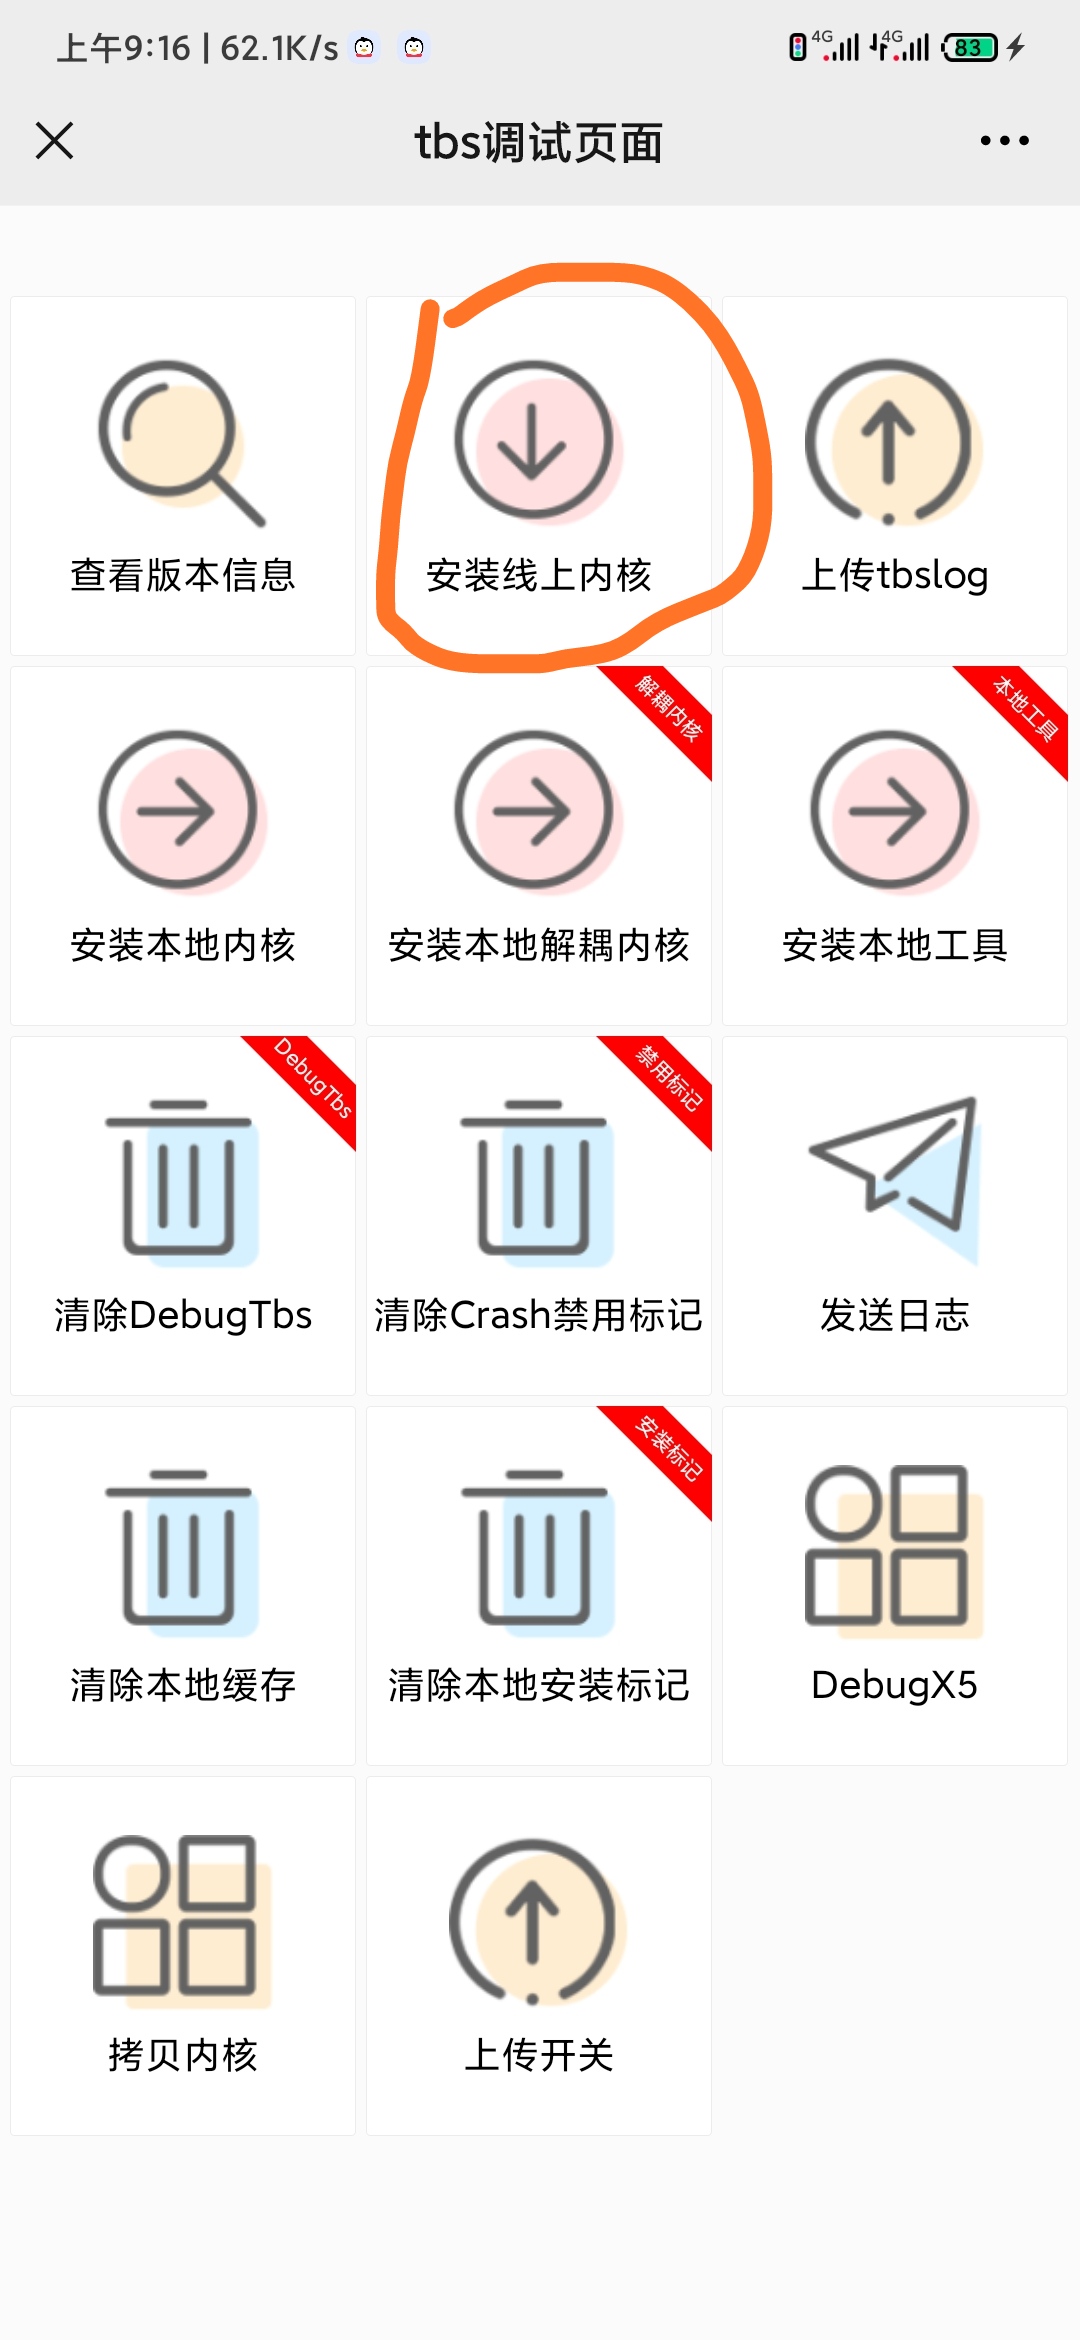 上午9:16 | 62.1K/s 4G 4G 83
tbs调试页面
查看版本信息
安装线上内核
上传tbslog
解耦内核
本地工具
安装本地内核
安装本地解耦内核
安装本地工具
DebugTbs
禁用标记
清除DebugTbs
清除Crash禁用标记
发送日志
安装标记
清除本地缓存
清除本地安装标记
DebugX5
拷贝内核
上传开关